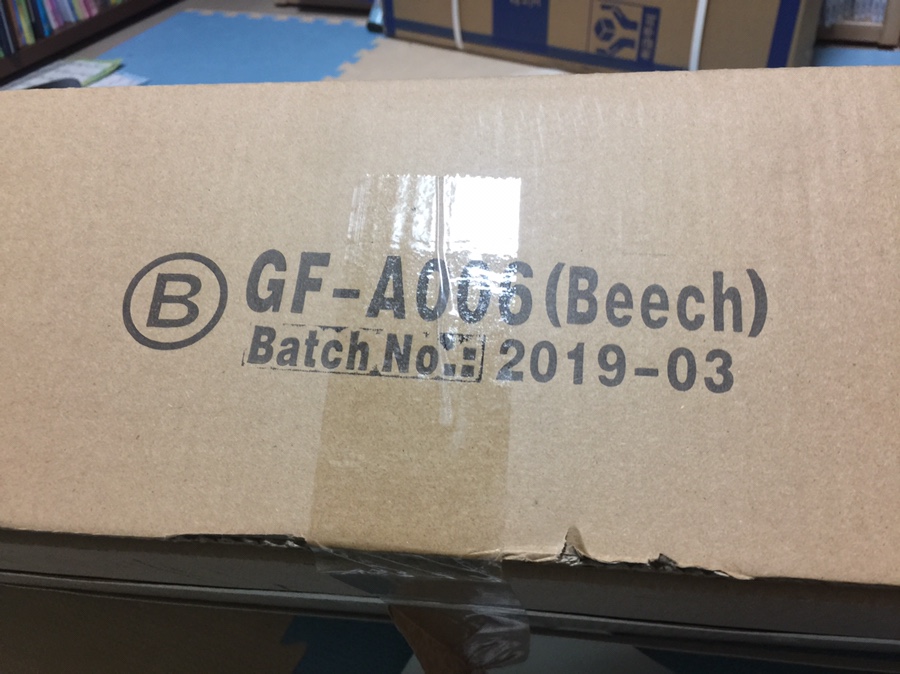 B
GF-A006(Beech)
Batch No.: 2019-03